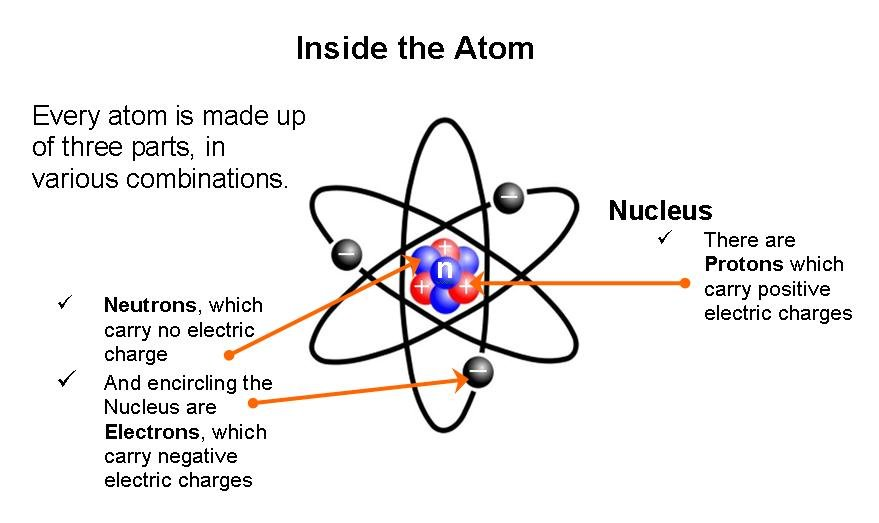 Inside the Atom
Every atom is made up
of three parts, in
various combinations.
Nucleus
✓ There are
Protons which
carry positive
electric charges
✓ Neutrons, which
carry no electric
charge
✓ And encircling the
Nucleus are
Electrons, which
carry negative
electric charges
−
−
+
n
+
+
−